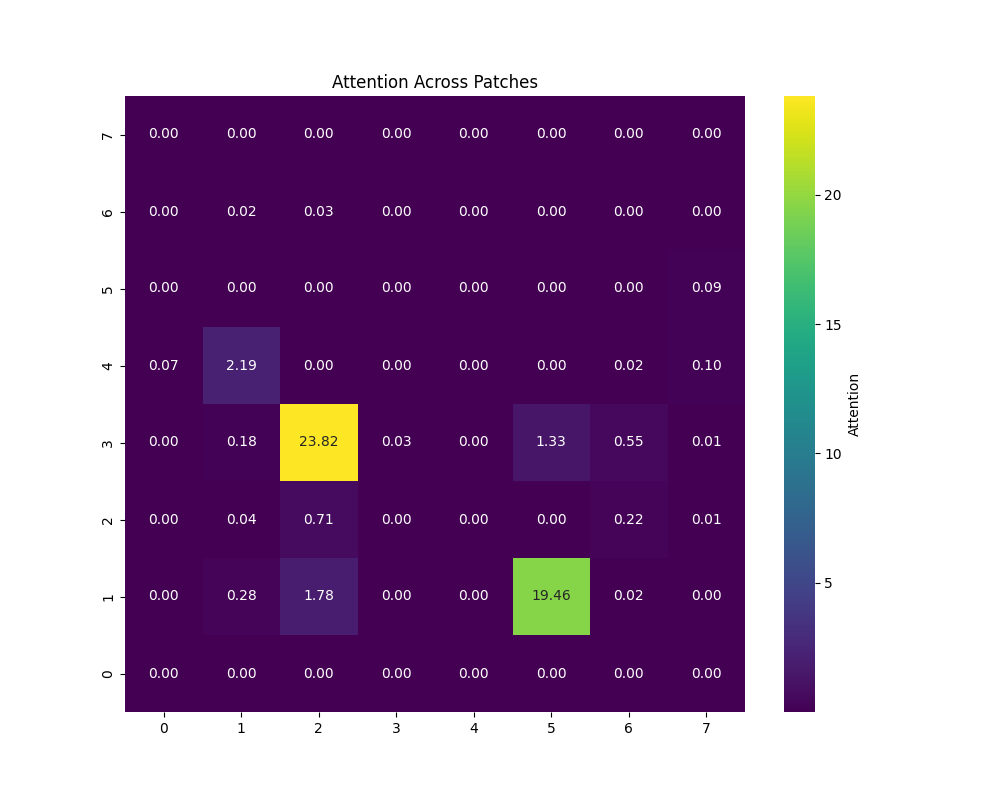 Attention Across Patches
7 0.00 0.00 0.00 0.00 0.00 0.00 0.00 0.00
6 0.00 0.02 0.03 0.00 0.00 0.00 0.00 0.00
5 0.00 0.00 0.00 0.00 0.00 0.00 0.00 0.09
4 0.07 2.19 0.00 0.00 0.00 0.00 0.02 0.10
3 0.00 0.18 23.82 0.03 0.00 1.33 0.55 0.01
2 0.00 0.04 0.71 0.00 0.00 0.00 0.22 0.01
1 0.00 0.28 1.78 0.00 0.00 19.46 0.02 0.00
0 0.00 0.00 0.00 0.00 0.00 0.00 0.00 0.00
0 1 2 3 4 5 6 7
20
15
10
5
Attention